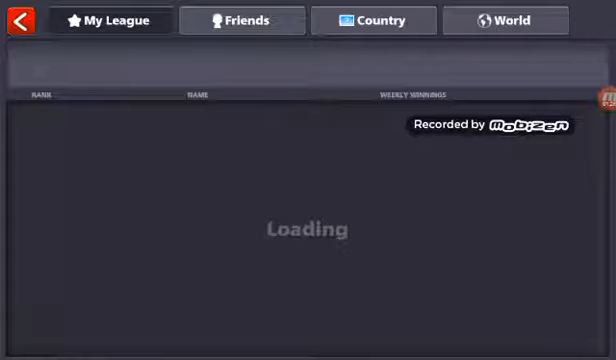 My League
Friends
Country
World
RANK
NAME
WEEKLY WINNINGS
Recorded by mobizen
Loading